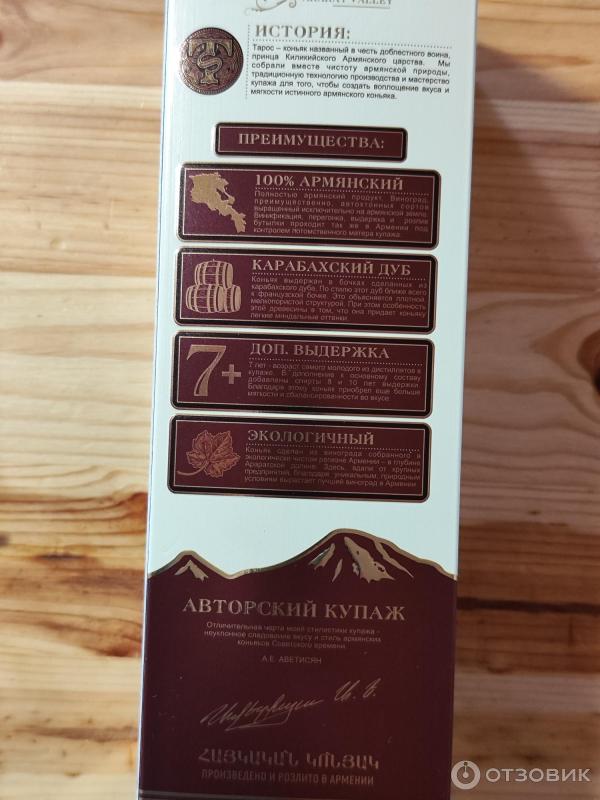 ARARAT VALLEY
ИСТОРИЯ:
Тарос – коньяк названный в честь доблестного воина,
принца Киликийского Армянского царства. Мы
собрали вместе чистоту армянской природы,
традиционную технологию производства и мастерство
купажа для того, чтобы создать воплощение вкуса и
мягкости истинного армянского коньяка.
ПРЕИМУЩЕСТВА:
100% АРМЯНСКИЙ
Полностью армянский продукт. Виноград,
преимущественно, автохтонных сортов
выращенный исключительно на армянской земле.
Винификация, перегонка, выдержка и розлив
бутылки проходит так же в Армении под
контролем потомственного матера купажа.
КАРАБАХСКИЙ ДУБ
Коньяк выдержан в бочках сделанных из
карабахского дуба. По стилю этот дуб ближе всего
к французской бочке. Это объясняется плотной
мелкопористой структурой. При этом особенность
этой древесины в том, что она придает коньяку
легкие миндальные оттенки.
7+
ДОП. ВЫДЕРЖКА
7 лет - возраст самого молодого из дистиллятов в
купаже. В дополнение к основному составу
добавлены спирты 8 и 10 лет выдержки.
Благодаря этому коньяк приобрел еще больше
мягкости и сбалансированности во вкусе
ЭКОЛОГИЧНЫЙ
Коньяк сделан из винограда собранного в
экологически чистом регионе Армении – в глубине
Араратской долине. Здесь, вдали от крупных
предприятий, благодаря уникальным, природным
условиям вырастает лучший виноград в Армении
АВТОРСКИЙ КУПАЖ
Отличительная черта моей стилистики купажа -
неуклонное следование вкусу и стиль армянских
коньяков Советского времени.
А.Е. АВЕТИСЯН
ՀԱՅԿԱԿԱՆ ԿՈՆՅԱԿ
ПРОИЗВЕДЕНО И РОЗЛИТО В АРМЕНИИ
ОТЗОВИК